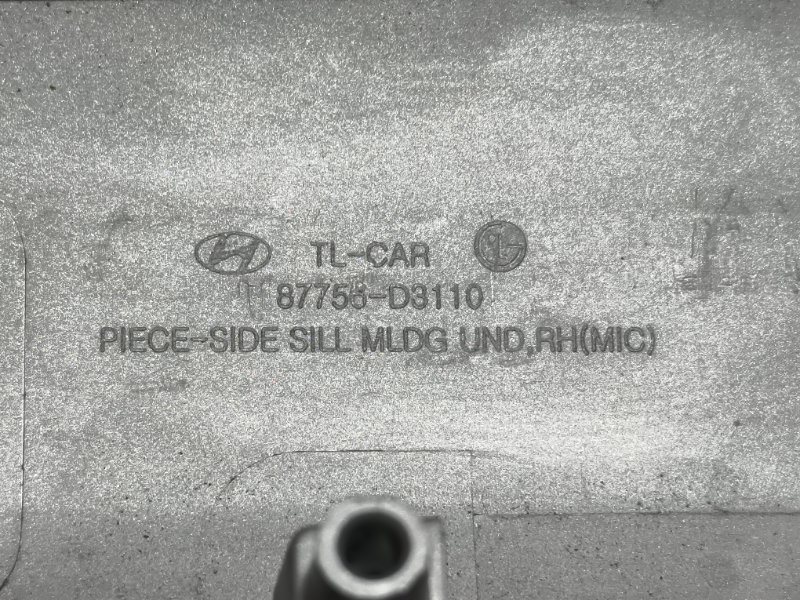 TL-CAR
87756-D3110
PIECE-SIDE SILL MLDG UND,RH(MIC)